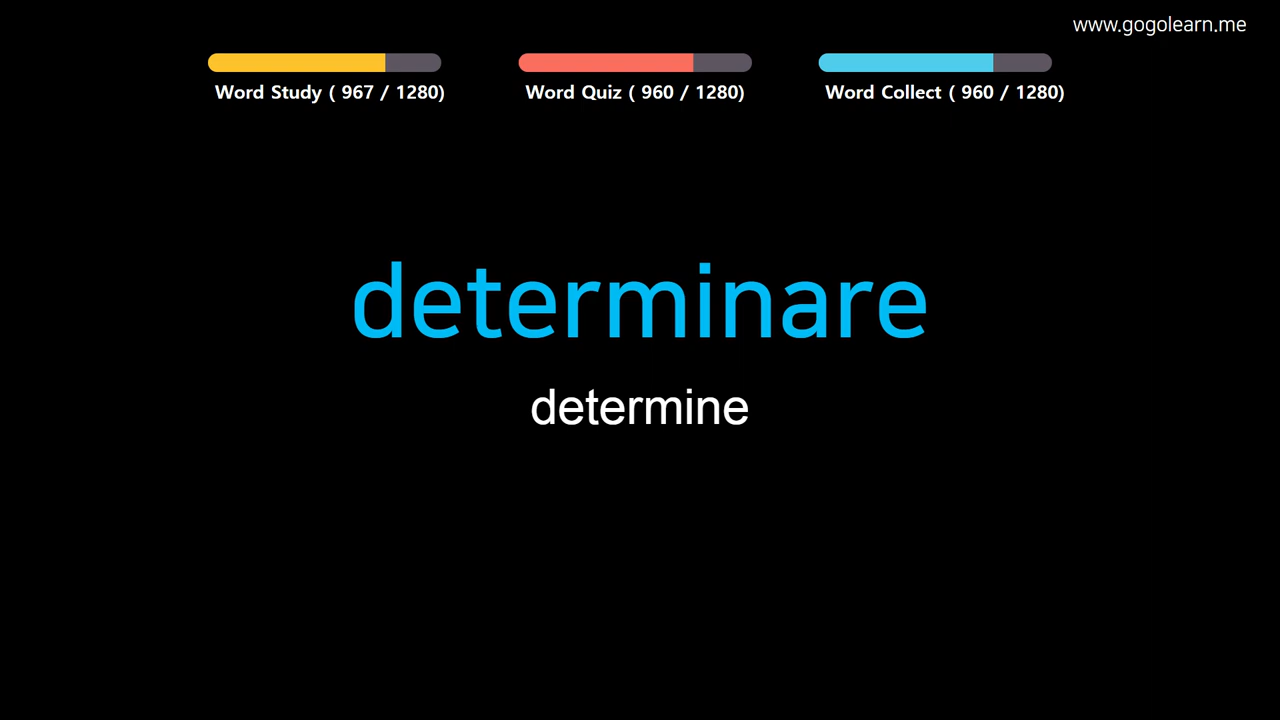 www.gogolearn.me
Word Study ( 967 / 1280)
Word Quiz ( 960 / 1280)
Word Collect ( 960 / 1280)
determinare
determine